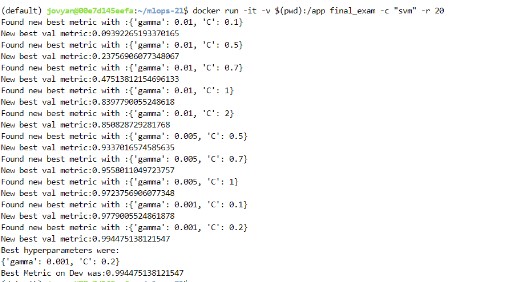 (default) jovyan@00e7d145eefa:~/mlops-21$ docker run -it -v $(pwd):/app final_exam -c "svm" -r 20
Found new best metric with :{'gamma': 0.01, 'C': 0.1}
New best val metric:0.09392265193370165
Found new best metric with :{'gamma': 0.01, 'C': 0.5}
New best val metric:0.23756906077348067
Found new best metric with :{'gamma': 0.01, 'C': 0.7}
New best val metric:0.47513812154696133
Found new best metric with :{'gamma': 0.01, 'C': 1}
New best val metric:0.8397790055248618
Found new best metric with :{'gamma': 0.01, 'C': 2}
New best val metric:0.850828729281768
Found new best metric with :{'gamma': 0.005, 'C': 0.5}
New best val metric:0.9337016574585635
Found new best metric with :{'gamma': 0.005, 'C': 0.7}
New best val metric:0.9558011049723757
Found new best metric with :{'gamma': 0.005, 'C': 1}
New best val metric:0.9723756906077348
Found new best metric with :{'gamma': 0.001, 'C': 0.1}
New best val metric:0.9779005524861878
Found new best metric with :{'gamma': 0.001, 'C': 0.2}
New best val metric:0.994475138121547
Best hyperparameters were:
{'gamma': 0.001, 'C': 0.2}
Best Metric on Dev was:0.994475138121547